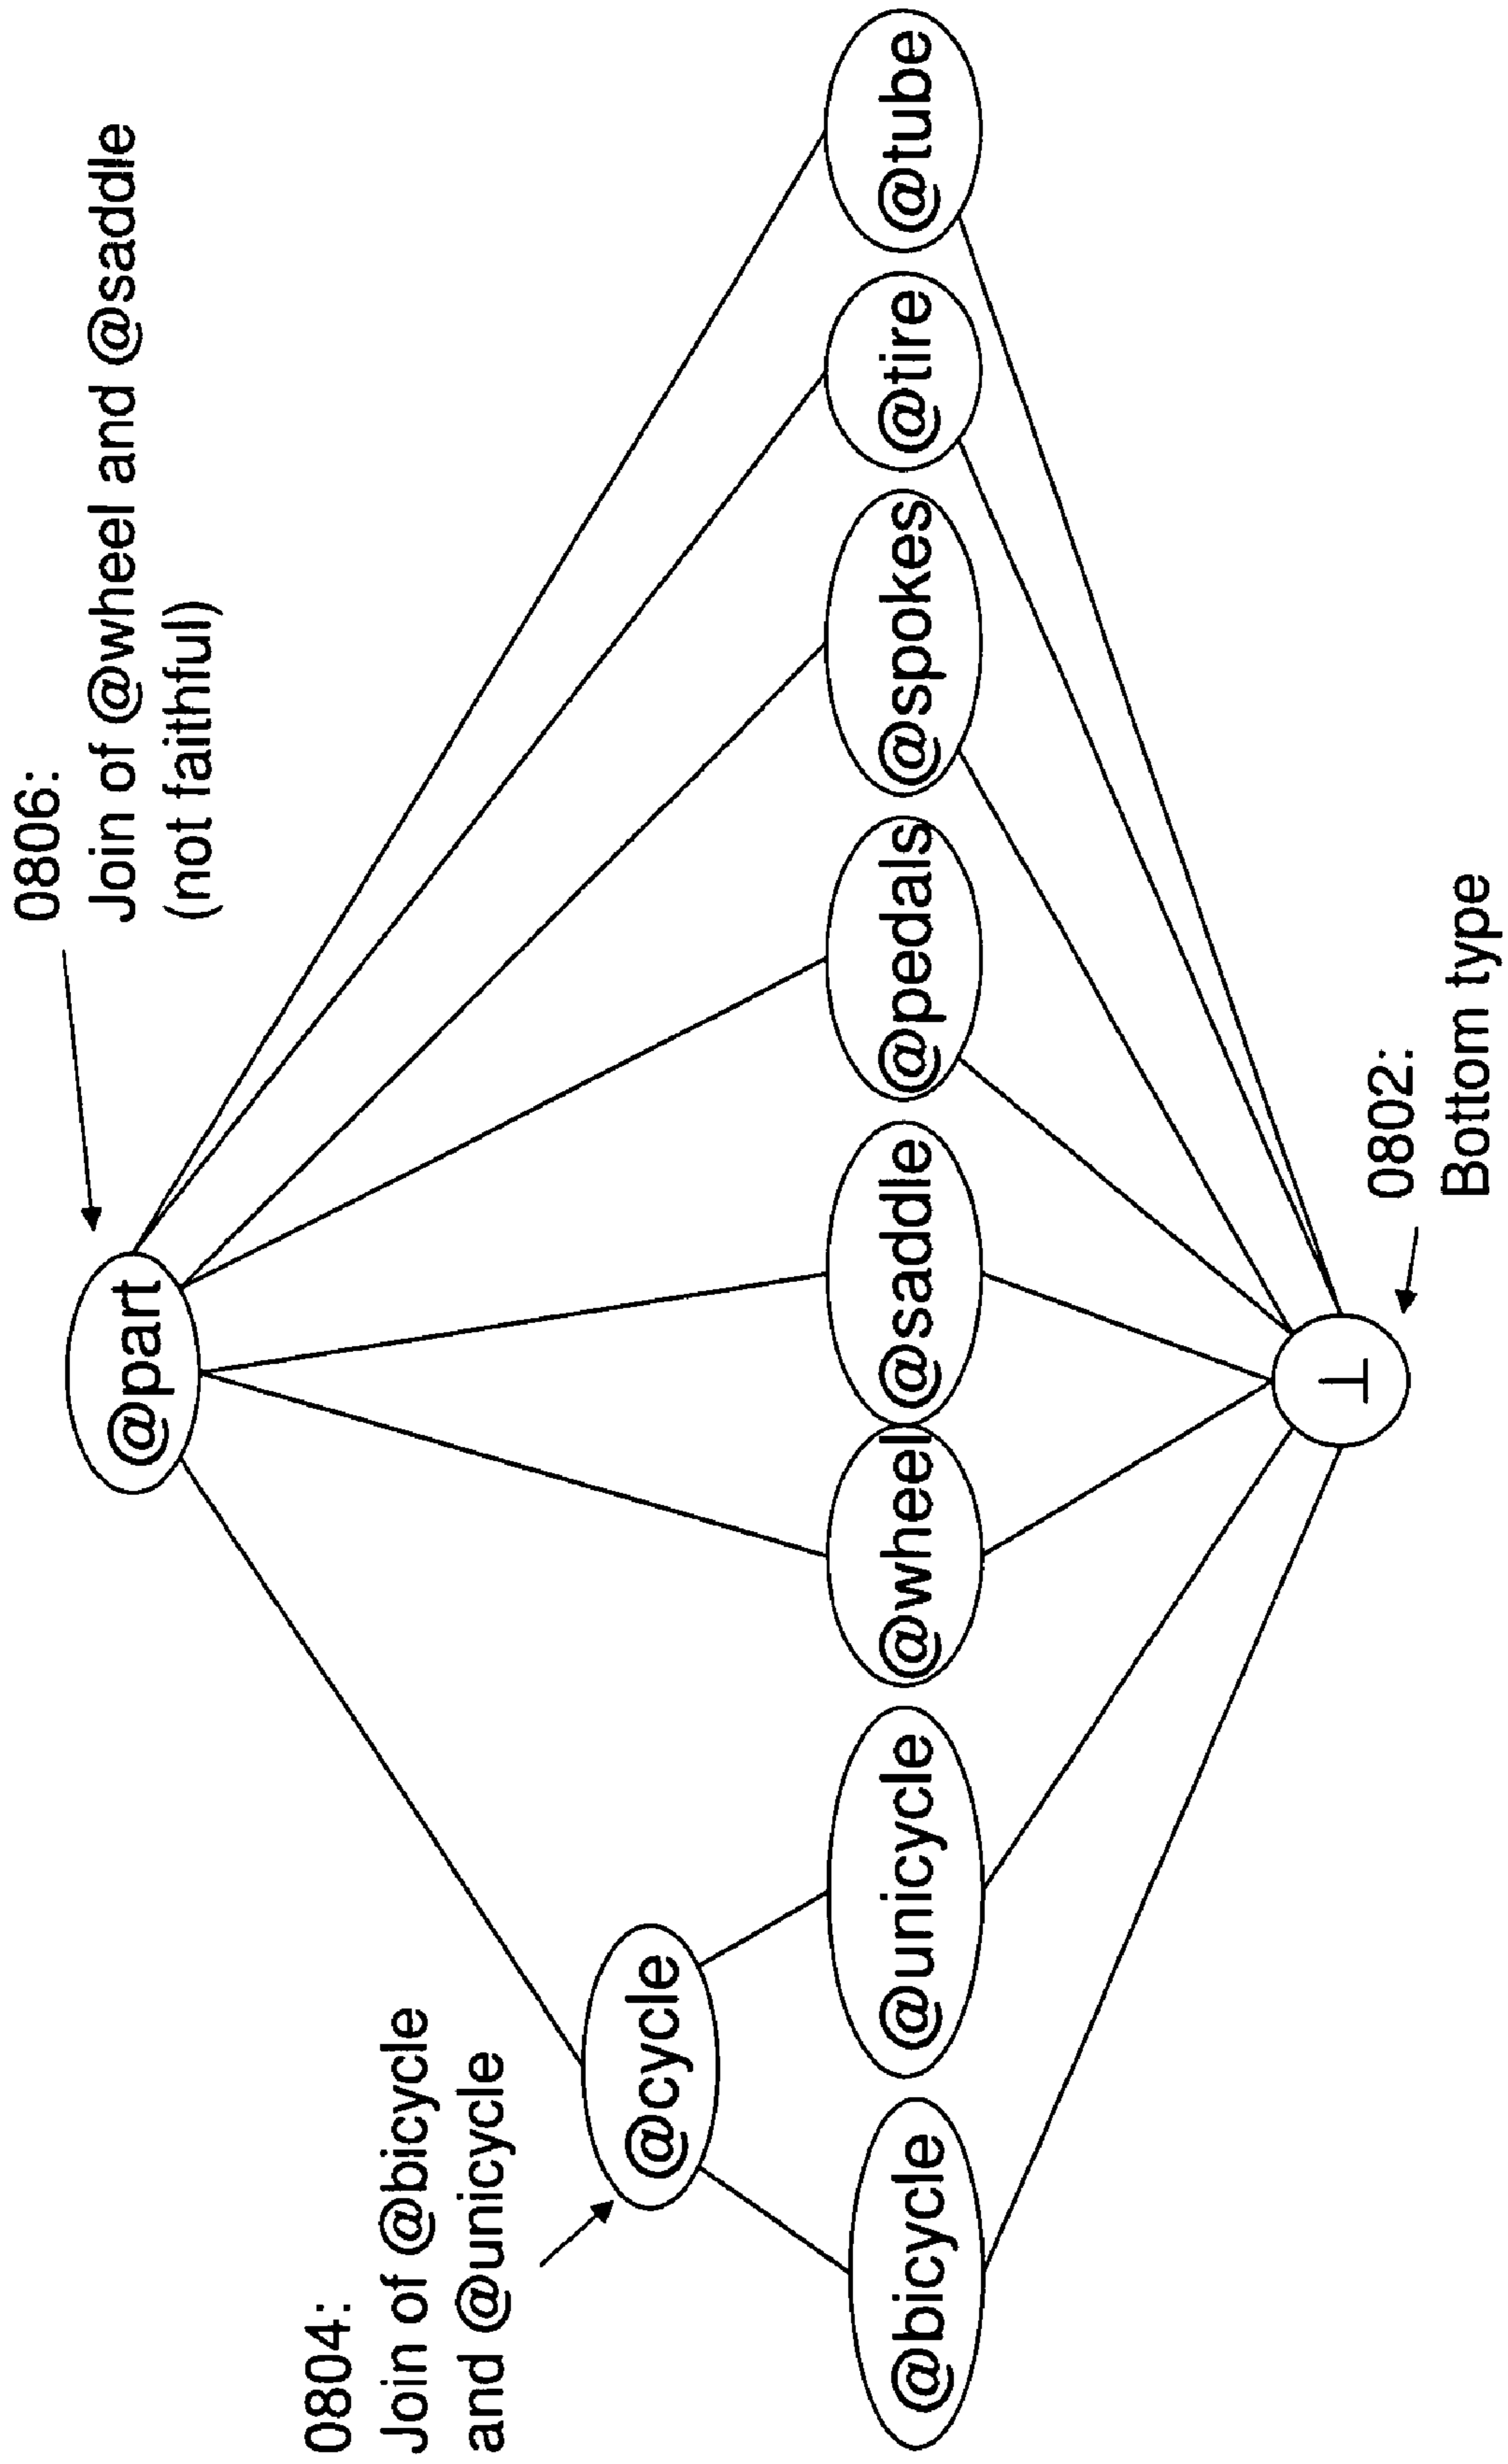 0806:
Join of @wheel and @saddle
(not faithful)
@part
0804:
Join of @bicycle
and @unicycle
@cycle
@bicycle
@unicycle
@wheel
@saddle
@pedals
@spokes
@tire
@tube
⊥
0802:
Bottom type